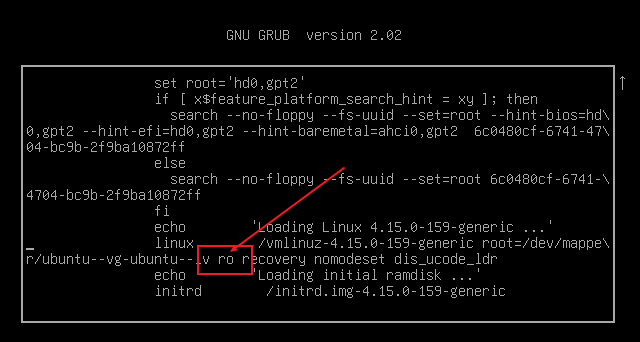 GNU GRUB version 2.02
set root='hd0,gpt2'
if [ x$feature_platform_search_hint = xy ]; then
search --no-floppy --fs-uuid --set=root --hint-bios=hd\
0,gpt2 --hint-efi=hd0,gpt2 --hint-baremetal=ahci0,gpt2 6c0480cf-6741-47\
04-bc9b-2f9ba10872ff
else
search --no-floppy --fs-uuid --set=root 6c0480cf-6741-\
4704-bc9b-2f9ba10872ff
fi
echo 'Loading Linux 4.15.0-159-generic ...'
linux /vmlinuz-4.15.0-159-generic root=/dev/mappe\
r/ubuntu--vg-ubuntu--lv ro recovery nomodeset dis_ucode_ldr
echo 'Loading initial ramdisk ...'
initrd /initrd.img-4.15.0-159-generic